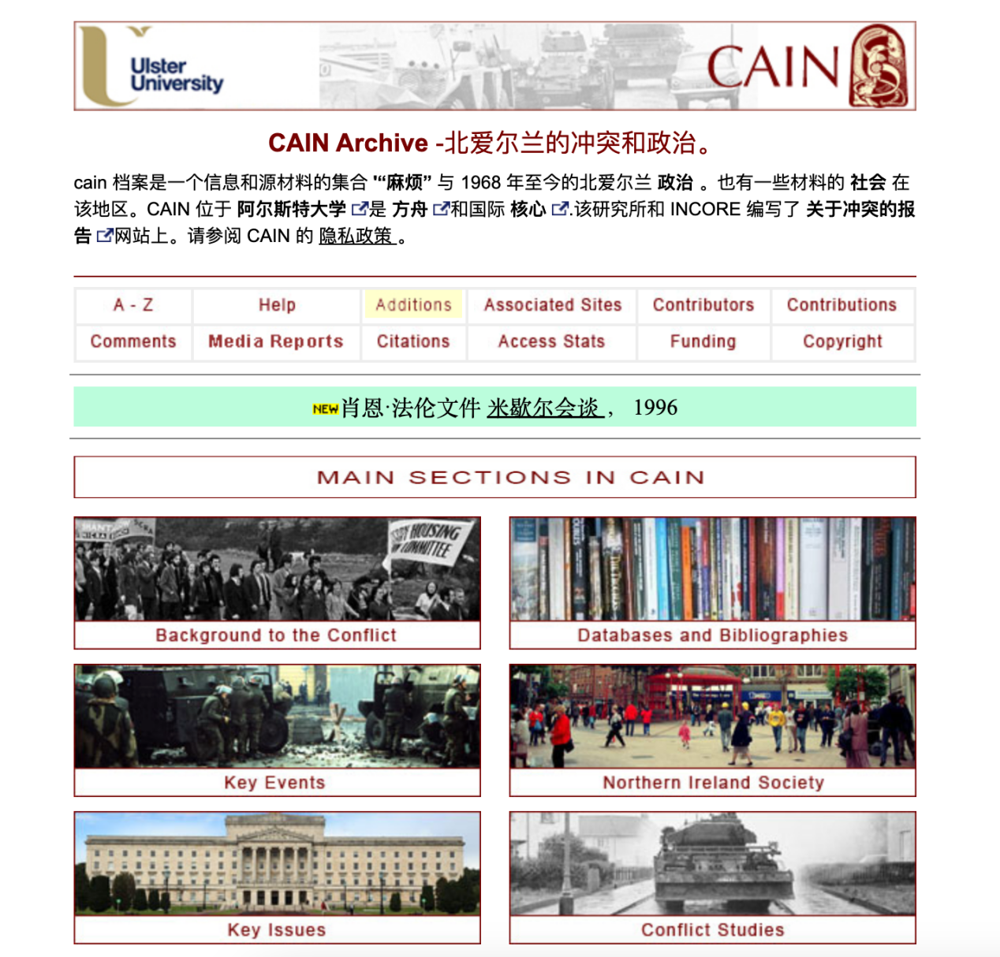 Ulster
University
CAIN
CAIN Archive -北爱尔兰的冲突和政治。
cain 档案是一个信息和源材料的集合 '“麻烦” 与 1968 年至今的北爱尔兰 政治 。也有一些材料的 社会 在
该地区。CAIN 位于 阿尔斯特大学 是 方舟 和国际 核心 .该研究所和 INCORE 编写了 关于冲突的报
告 网站上。请参阅 CAIN 的 隐私政策 。
A - Z Help Additions Associated Sites Contributors Contributions
Comments Media Reports Citations Access Stats Funding Copyright
NEW 肖恩·法伦文件 米歇尔会谈 ， 1996
MAIN SECTIONS IN CAIN
HOUSING
COMMITTEE
Background to the Conflict Databases and Bibliographies
Key Events Northern Ireland Society
Key Issues Conflict Studies